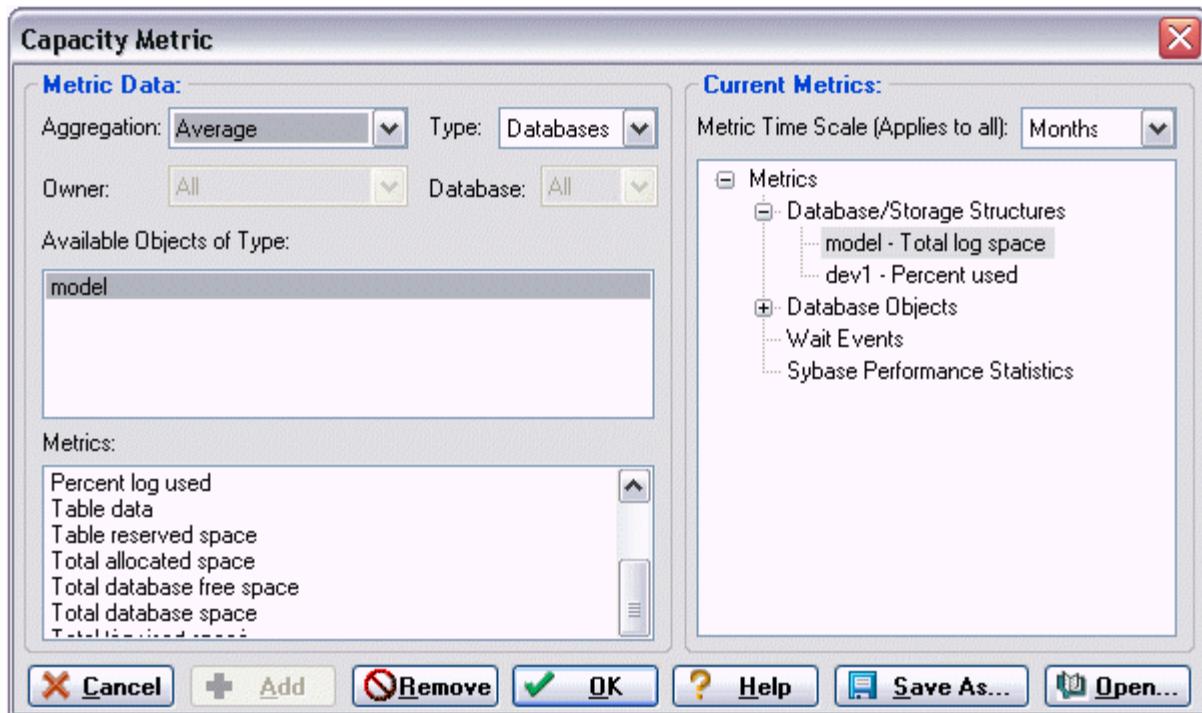 Capacity Metric
Metric Data:
Aggregation: Average Type: Databases
Owner: All Database: All
Available Objects of Type:
model
Metrics:
Percent log used
Table data
Table reserved space
Total allocated space
Total database free space
Total database space
Current Metrics:
Metric Time Scale (Applies to all): Months
Metrics
Database/Storage Structures
model - Total log space
dev1 - Percent used
Database Objects
Wait Events
Sybase Performance Statistics
Cancel Add Remove OK Help Save As... Open...